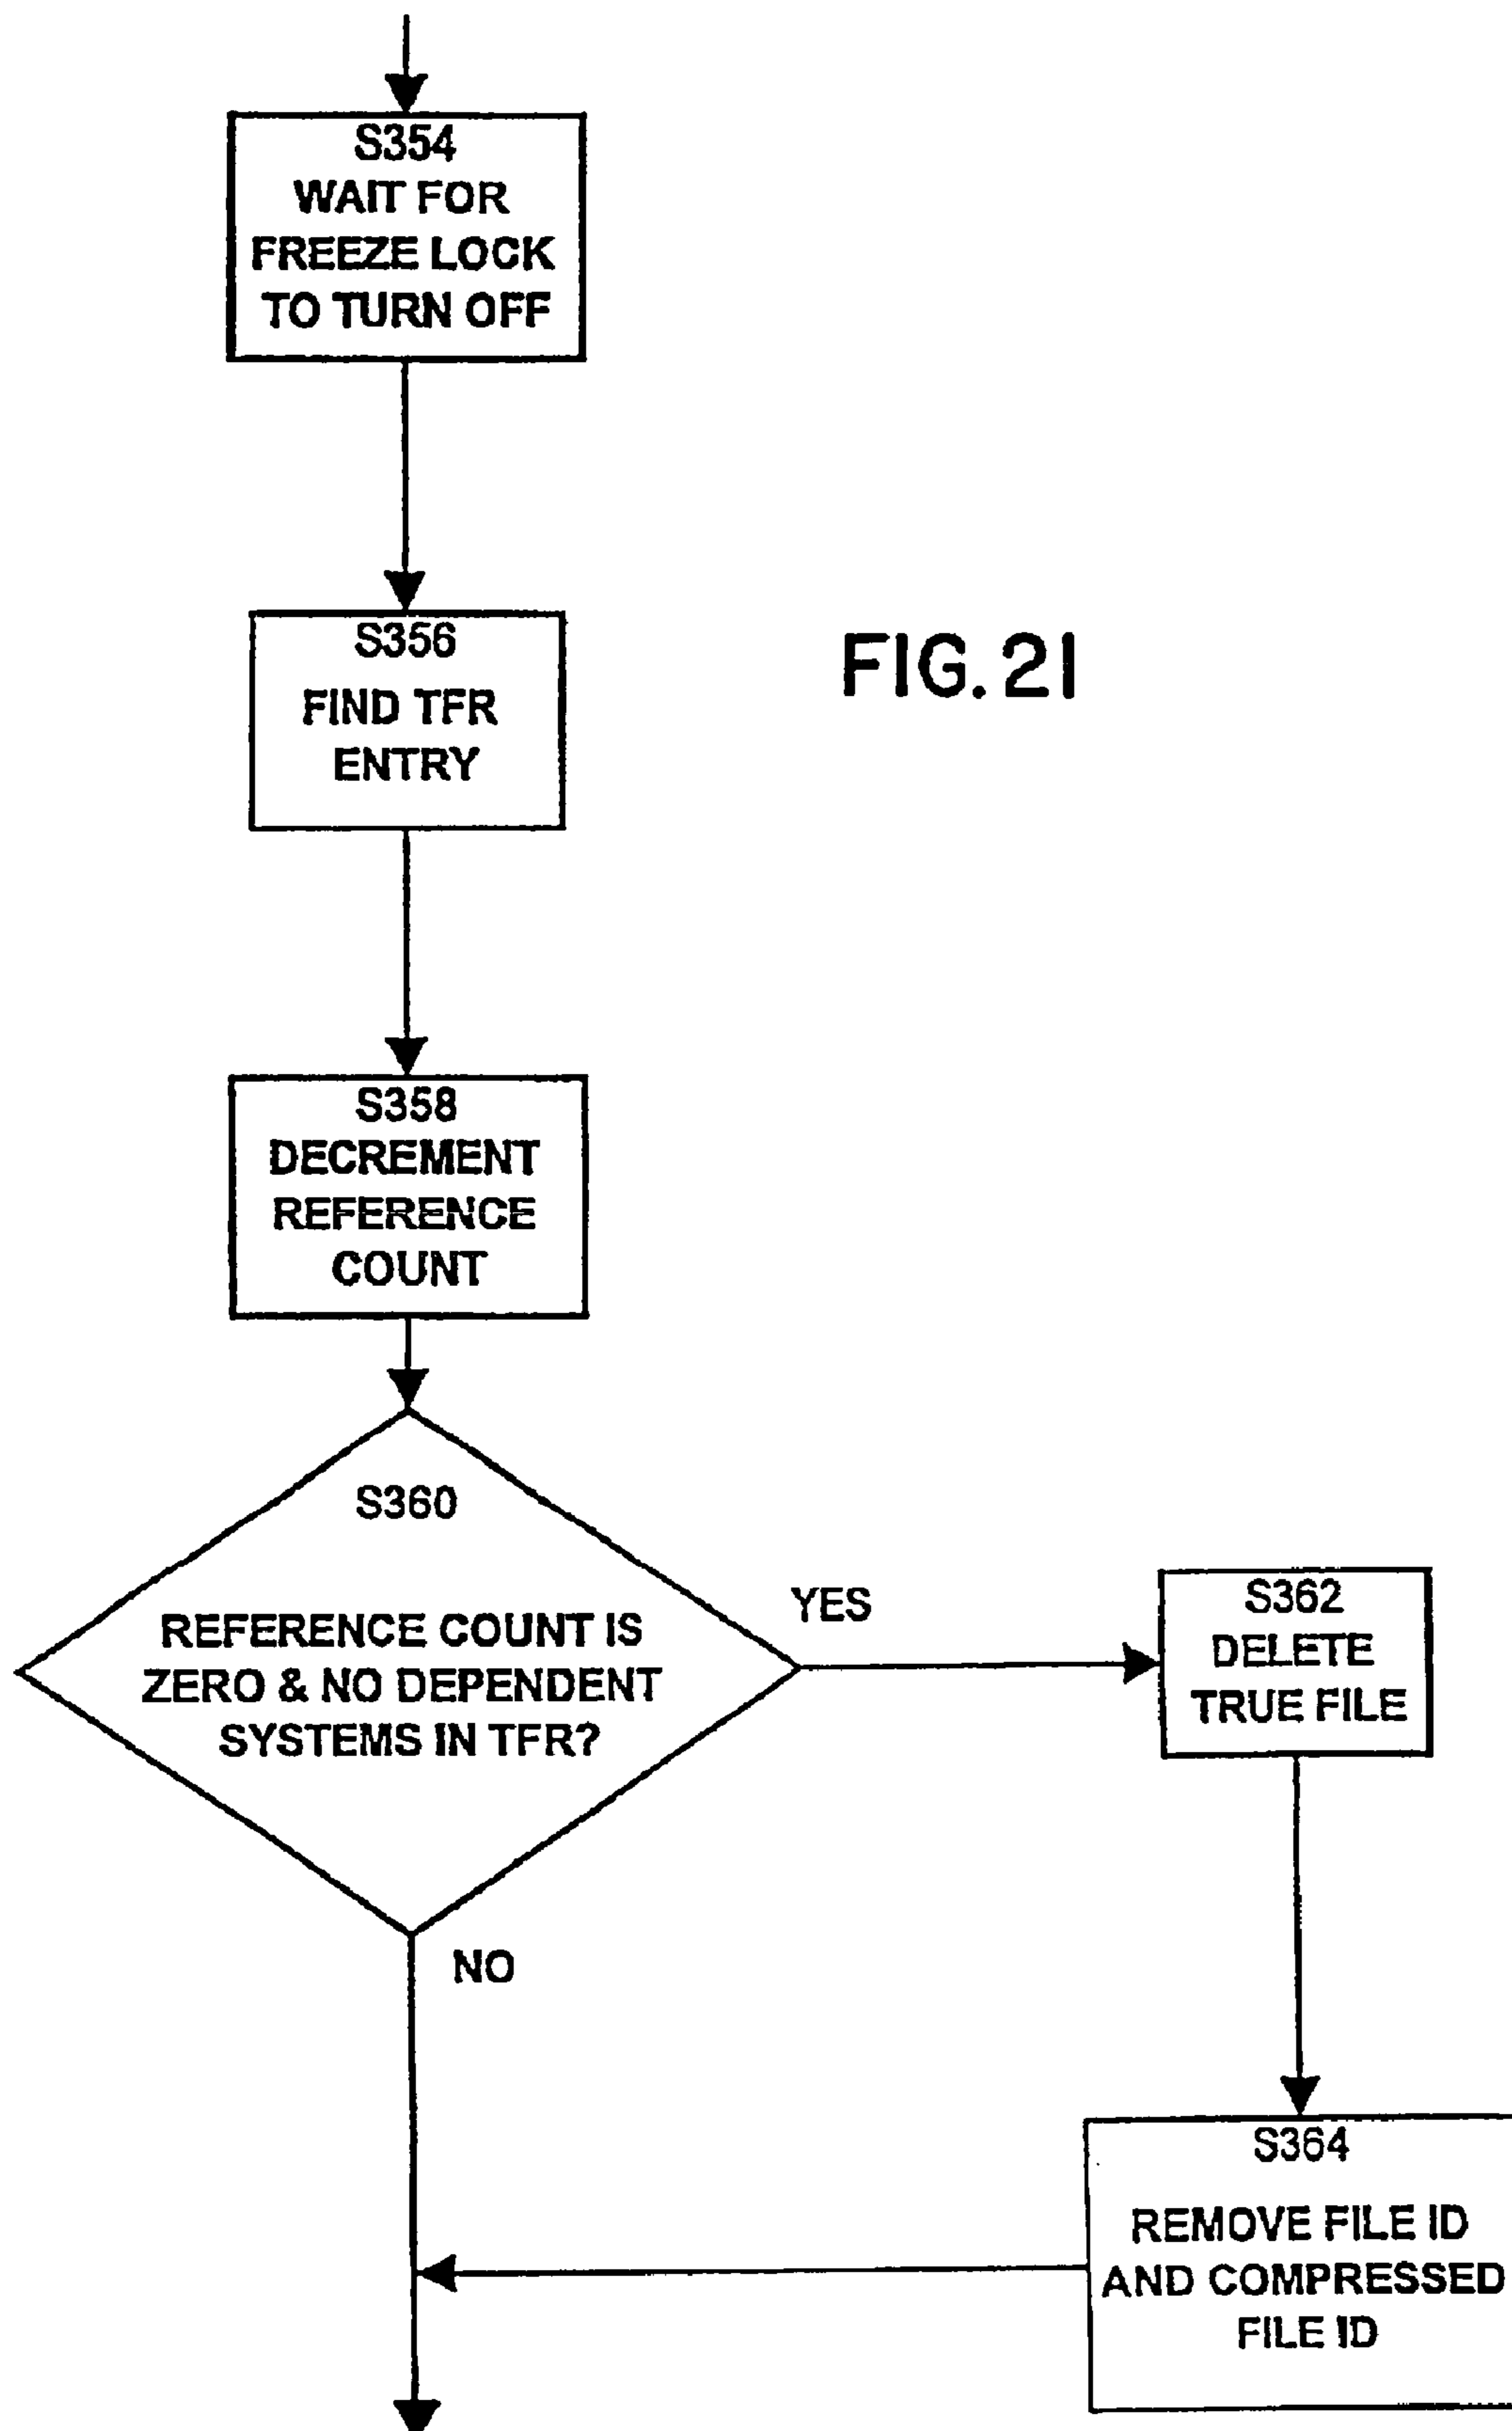 S354
WAIT FOR
FREEZE LOCK
TO TURN OFF
S356
FIND TFR
ENTRY
FIG. 21
S358
DECREMENT
REFERENCE
COUNT
S360
REFERENCE COUNT IS
ZERO & NO DEPENDENT
SYSTEMS IN TFR?
YES
NO
S362
DELETE
TRUE FILE
S364
REMOVE FILE ID
AND COMPRESSED
FILE ID